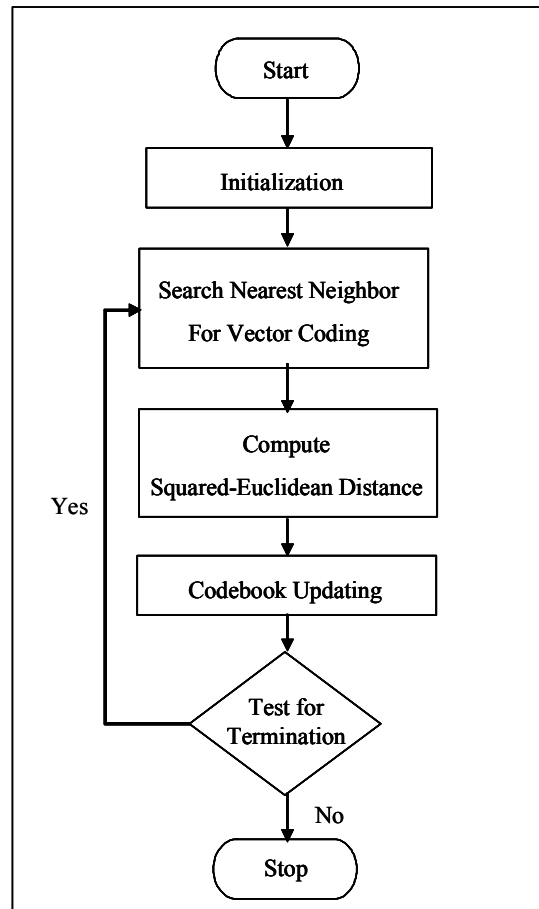 Start
Initialization
Search Nearest Neighbor
For Vector Coding
Compute
Squared-Euclidean Distance
Yes
Codebook Updating
Test for
Termination
No
Stop